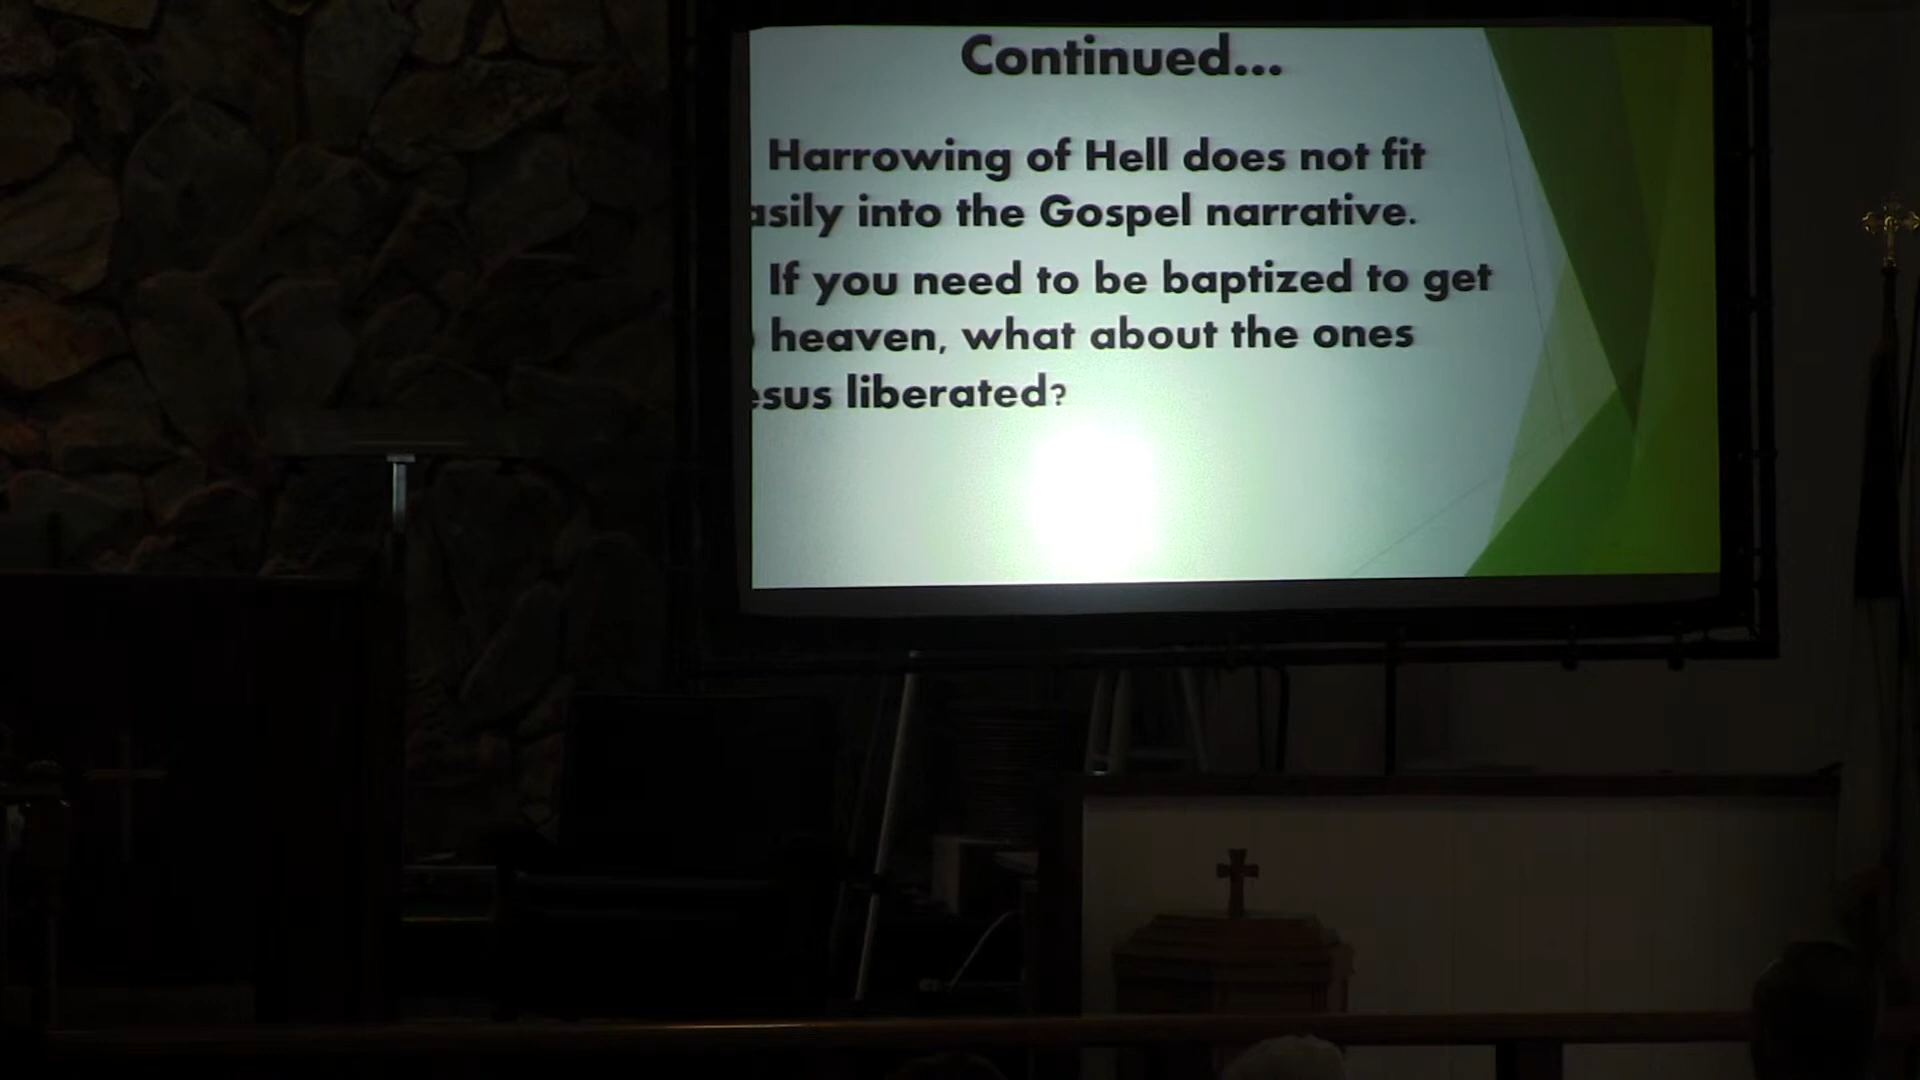 Continued...
Harrowing of Hell does not fit
asily into the Gospel narrative.
If you need to be baptized to get
heaven, what about the ones
esus liberated?